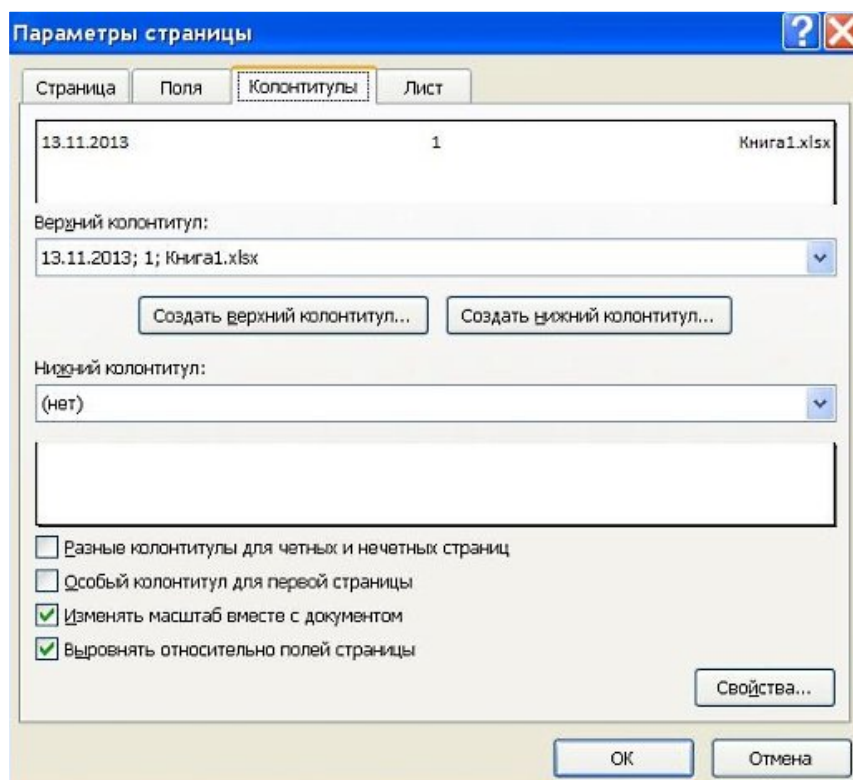 Параметры страницы
Страница Поля Колонтитулы Лист
13.11.2013 1 Книга1.xlsx
Верхний колонтитул:
13.11.2013; 1; Книга1.xlsx
Создать верхний колонтитул... Создать нижний колонтитул...
Нижний колонтитул:
(нет)
Разные колонтитулы для четных и нечетных страниц
Особый колонтитул для первой страницы
Изменять масштаб вместе с документом
Выровнять относительно полей страницы
Свойства...
ОК Отмена